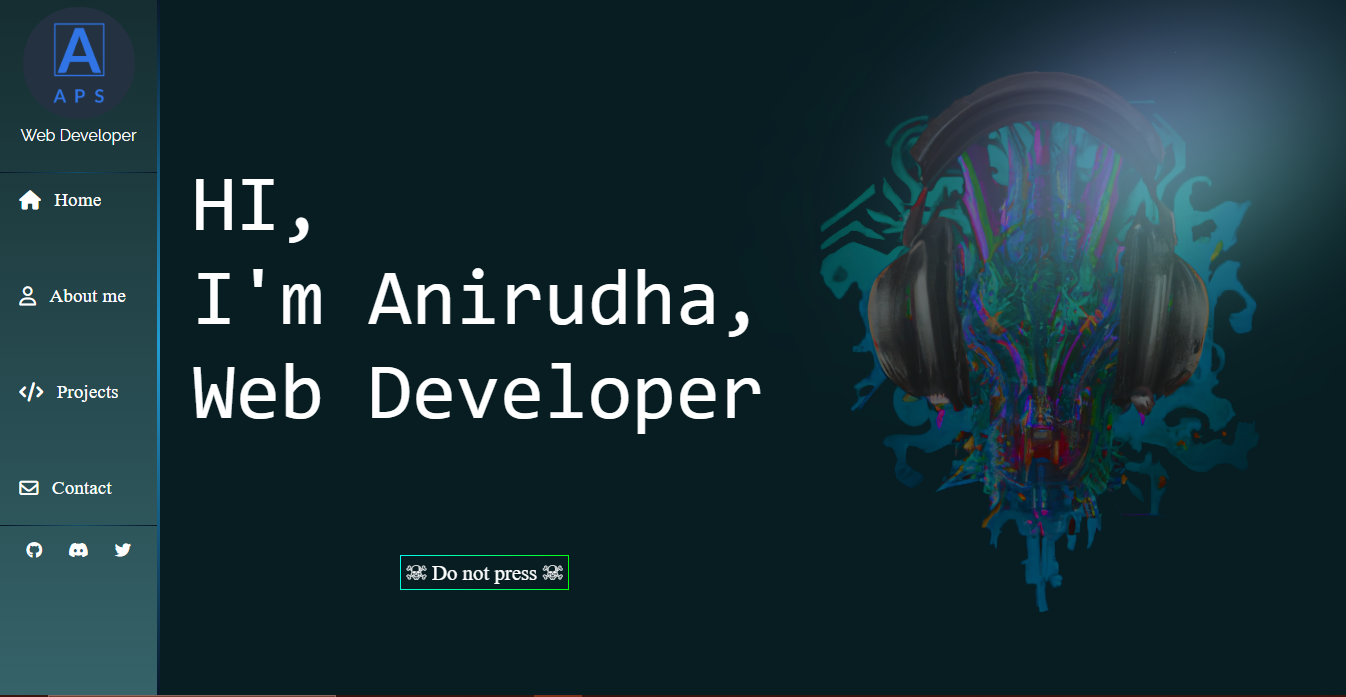 A
APS
Web Developer
Home
About me
Projects
Contact
HI,
I'm Anirudha,
Web Developer
☠ Do not press ☠